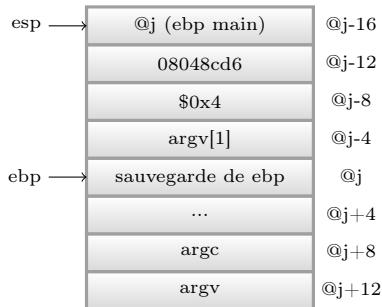 esp @j (ebp main) @j-16
08048cd6 @j-12
$0x4 @j-8
argv[1] @j-4
ebp sauvegarde de ebp @j
... @j+4
argc @j+8
argv @j+12